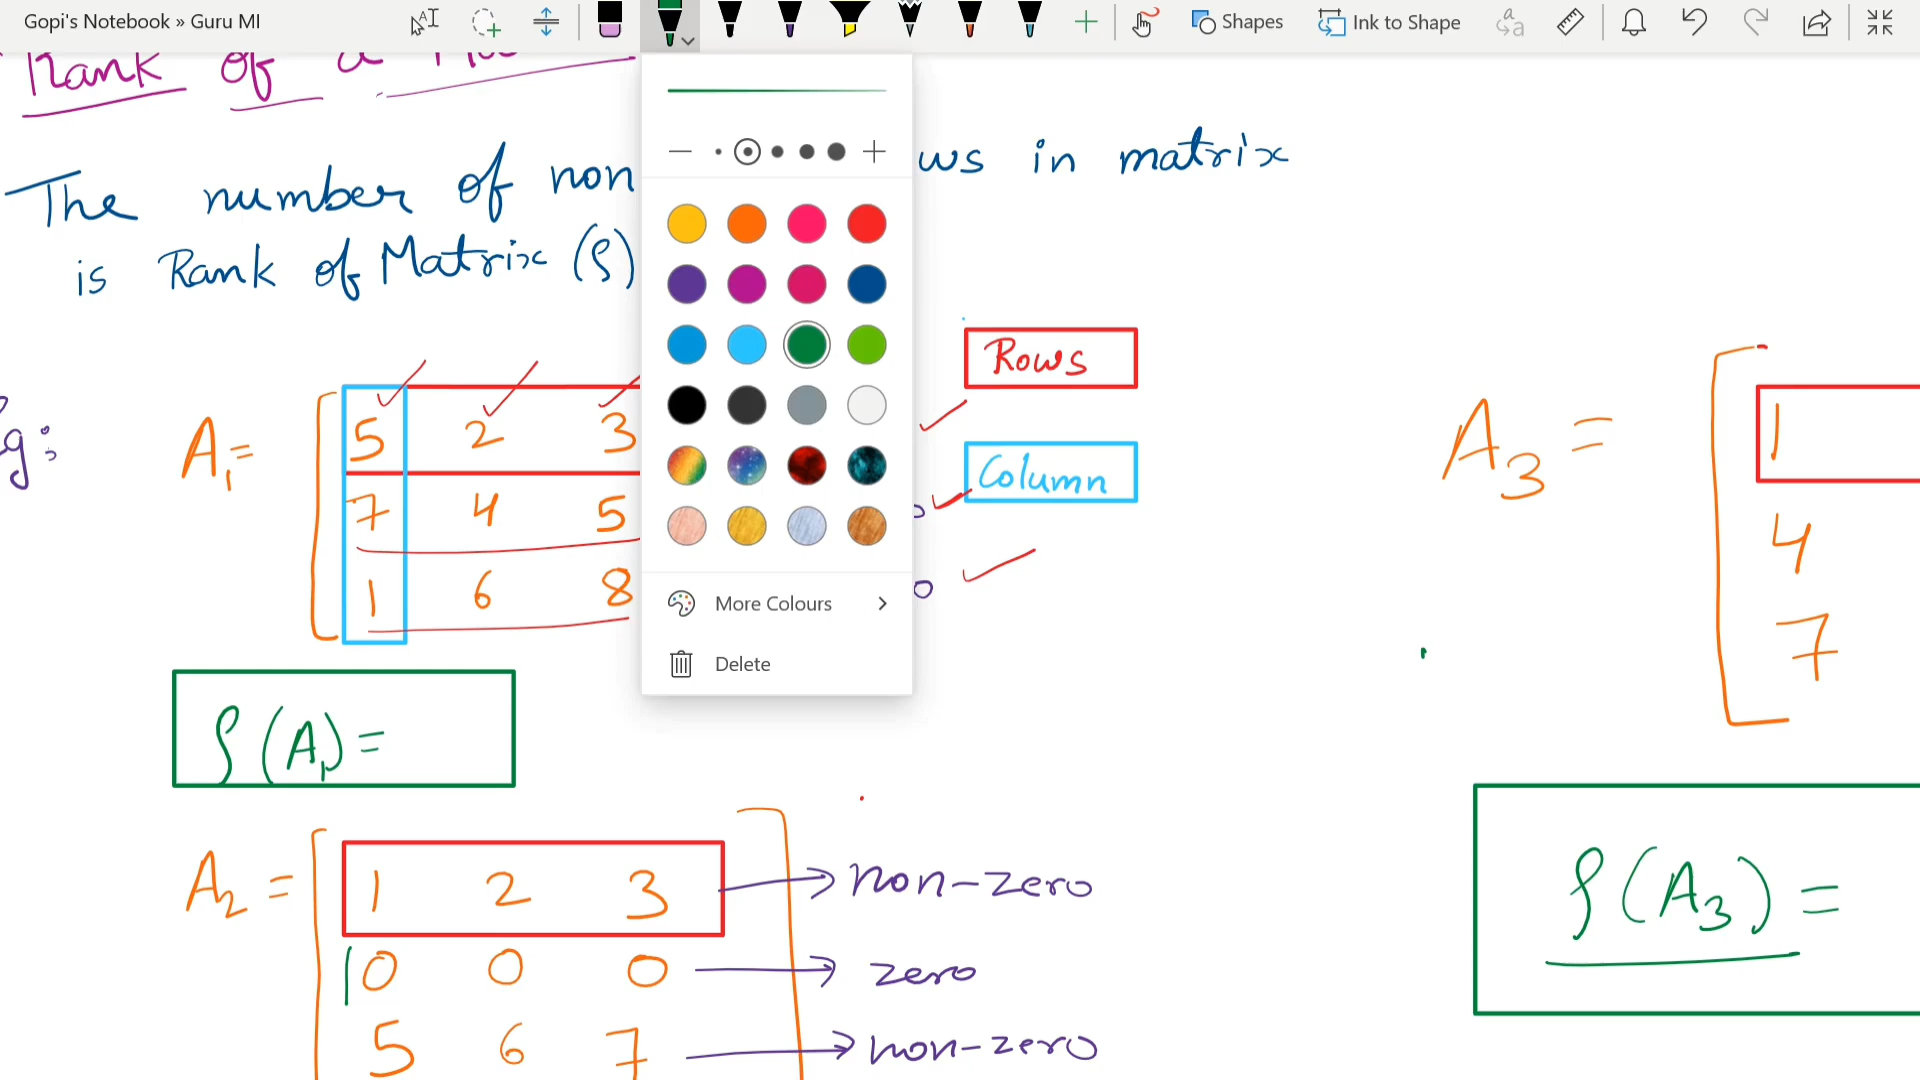 Gopi's Notebook » Guru MI
Shapes
Ink to Shape
Rank of a
The number of non ws in matrix
is Rank of Matrix (ρ)
More Colours
Delete
Rows
Column
g:
A₁ =
5 2 3
7 4 5
1 6 8
ρ(A₁) =
A₂ =
1 2 3 → non-zero
0 0 0 → zero
5 6 7 → non-zero
A₃ =
1
4
7
ρ(A₃) =